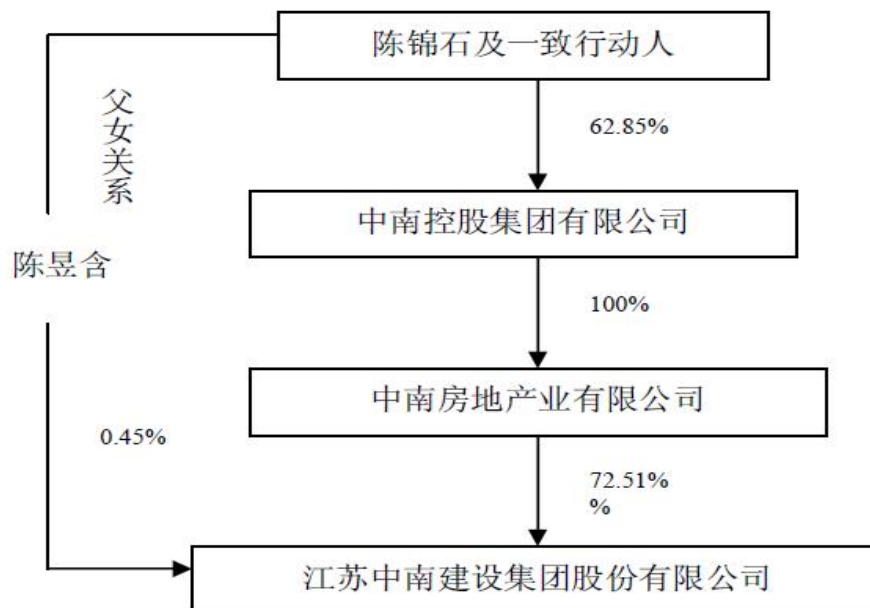 陈锦石及一致行动人
父女关系
62.85%
中南控股集团有限公司
陈昱含
100%
中南房地产业有限公司
0.45%
72.51%
%
江苏中南建设集团股份有限公司